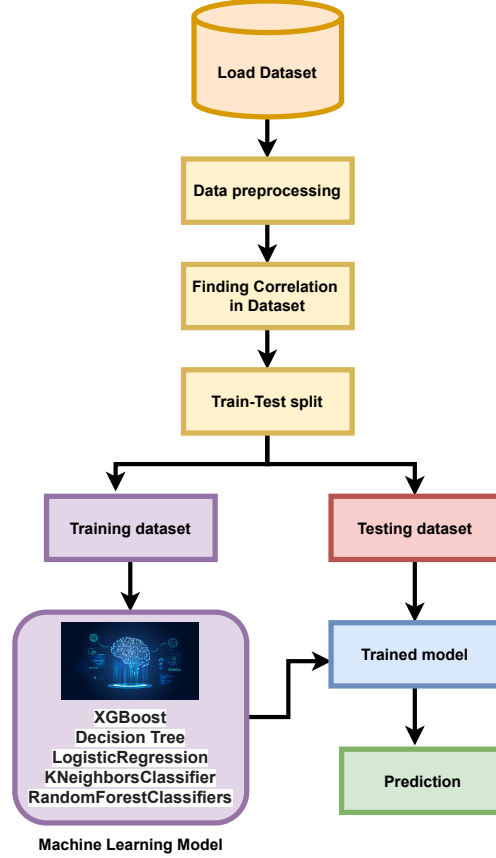 Load Dataset
Data preprocessing
Finding Correlation
in Dataset
Train-Test split
Training dataset
Testing dataset
XGBoost
Decision Tree
LogisticRegression
KNeighborsClassifier
RandomForestClassifiers
Machine Learning Model
Trained model
Prediction